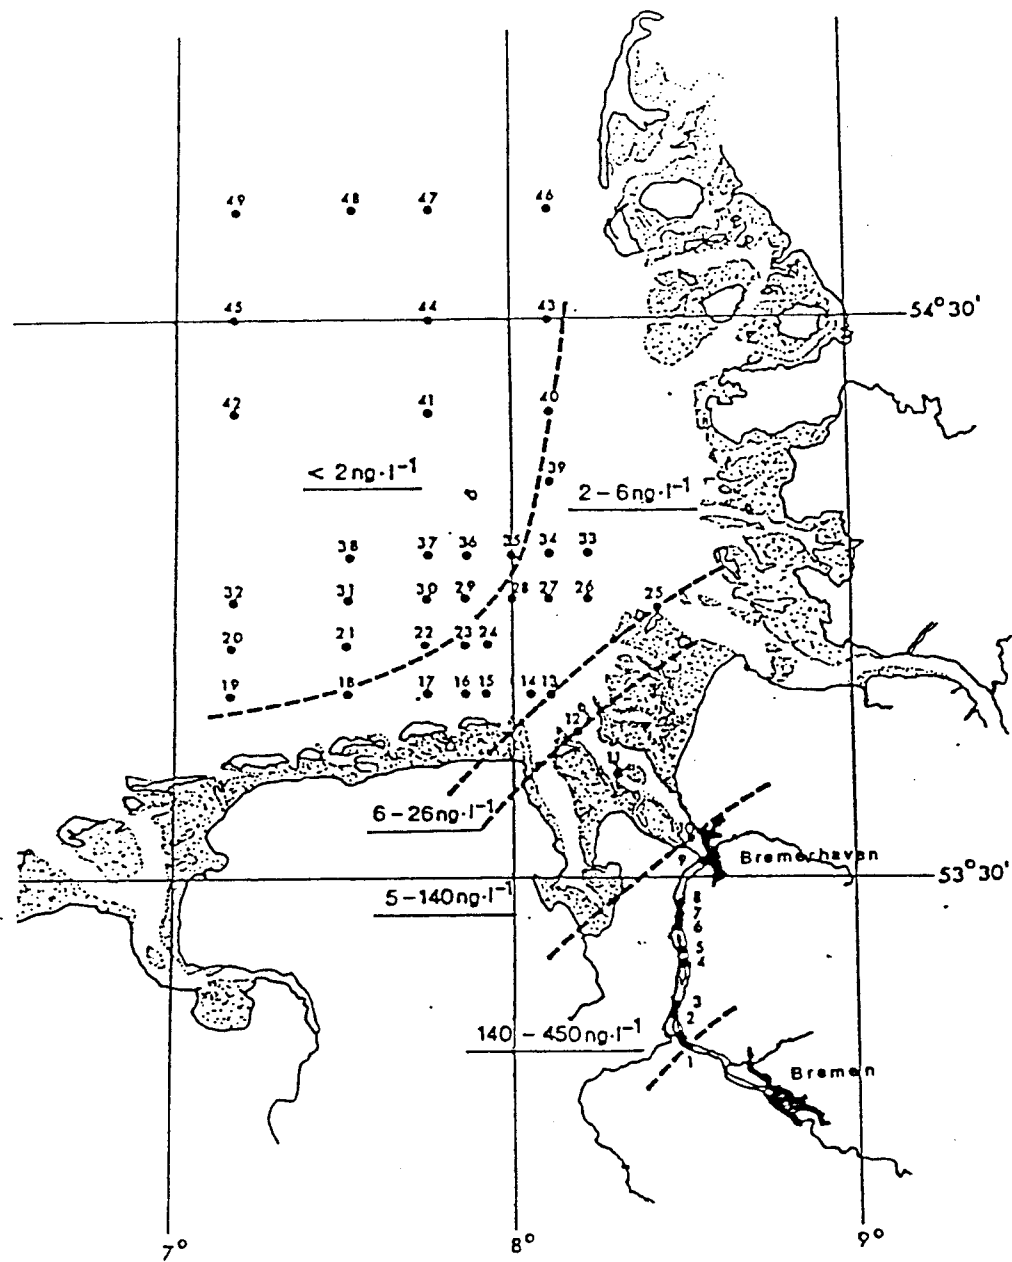 49 48 47 46
45 44 43 54°30'
42 41 40
< 2ng·l⁻¹ 39
2–6ng·l⁻¹
38 37 36 35 34 33
32 31 30 29 28 27 26 25
20 21 22 23 24
19 18 17 16 15 14 13
12
11
6–26ng·l⁻¹
9 Bremerhaven
53°30'
5–140ng·l⁻¹
8
7
6
5
4
3
140–450ng·l⁻¹ 2
1
Bremen
7° 8° 9°